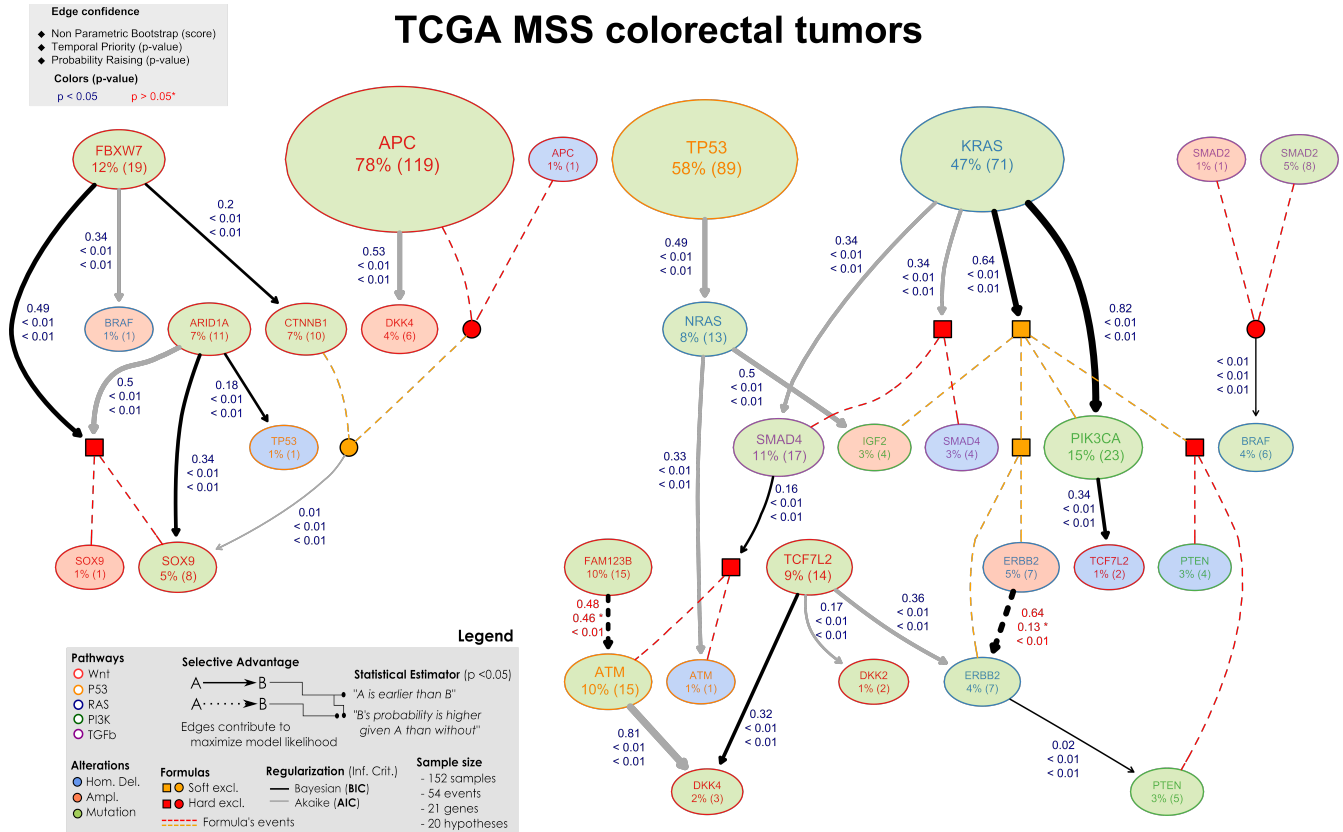 TCGA MSS colorectal tumors
Edge confidence
◆ Non Parametric Bootstrap (score)
◆ Temporal Priority (p-value)
◆ Probability Raising (p-value)
Colors (p-value)
p < 0.05 p > 0.05*
FBXW7
12% (19)
APC
78% (119)
APC
1% (1)
TP53
58% (89)
KRAS
47% (71)
SMAD2
1% (1)
SMAD2
5% (8)
0.2
< 0.01
< 0.01
0.34
< 0.01
< 0.01
0.53
< 0.01
< 0.01
0.49
< 0.01
< 0.01
0.34
< 0.01
< 0.01
0.34
< 0.01
< 0.01
0.64
< 0.01
< 0.01
0.82
< 0.01
< 0.01
0.49
< 0.01
< 0.01
BRAF
1% (1)
ARID1A
7% (11)
CTNNB1
7% (10)
DKK4
4% (6)
NRAS
8% (13)
< 0.01
< 0.01
< 0.01
0.5
< 0.01
< 0.01
0.18
< 0.01
< 0.01
0.5
< 0.01
< 0.01
TP53
1% (1)
SMAD4
11% (17)
IGF2
3% (4)
SMAD4
3% (4)
PIK3CA
15% (23)
BRAF
4% (6)
0.34
< 0.01
< 0.01
0.33
< 0.01
< 0.01
0.16
< 0.01
< 0.01
0.34
< 0.01
< 0.01
0.01
< 0.01
< 0.01
SOX9
1% (1)
SOX9
5% (8)
FAM123B
10% (15)
TCF7L2
9% (14)
ERBB2
5% (7)
TCF7L2
1% (2)
PTEN
3% (4)
0.48
0.46 *
< 0.01
0.17
< 0.01
< 0.01
0.36
< 0.01
< 0.01
0.64
0.13 *
< 0.01
ATM
10% (15)
ATM
1% (1)
DKK2
1% (2)
ERBB2
4% (7)
0.81
< 0.01
< 0.01
0.32
< 0.01
< 0.01
0.02
< 0.01
< 0.01
DKK4
2% (3)
PTEN
3% (5)
Legend
Pathways
Wnt
P53
RAS
PI3K
TGFb
Selective Advantage
A B
A B
Edges contribute to
maximize model likelihood
Statistical Estimator (p <0.05)
"A is earlier than B"
"B's probability is higher
given A than without"
Alterations
Hom. Del.
Ampl.
Mutation
Formulas
Soft excl.
Hard excl.
Formula's events
Regularization (Inf. Crit.)
Bayesian (BIC)
Akaike (AIC)
Sample size
- 152 samples
- 54 events
- 21 genes
- 20 hypotheses